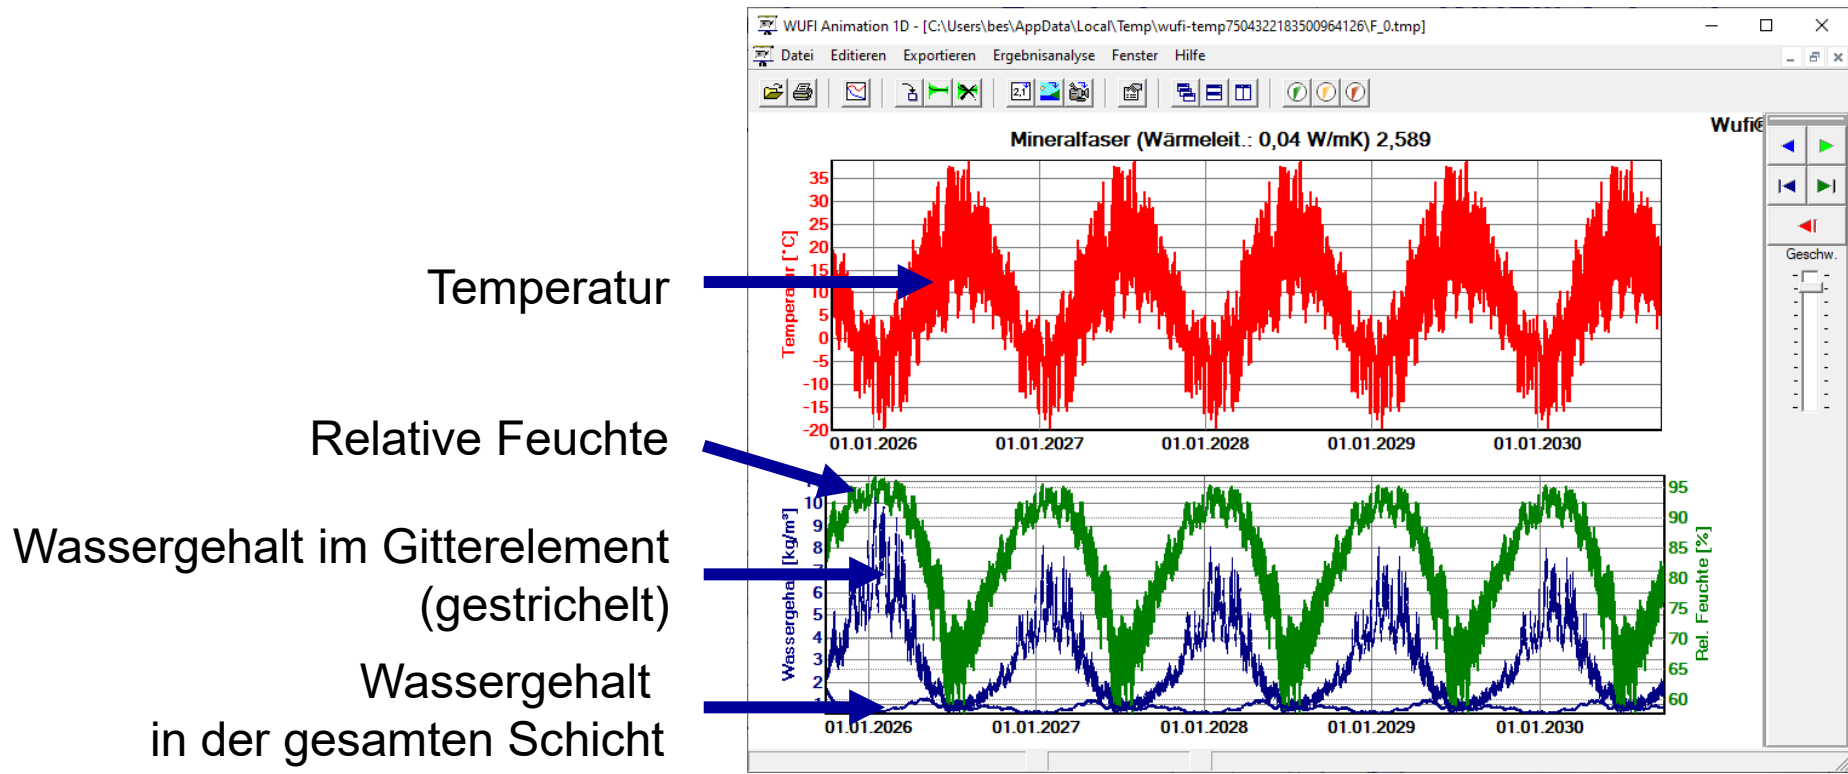 WUFI Animation 1D - [C:\Users\bes\AppData\Local\Temp\wufi-temp7504322183500964126\F_0.tmp]
Datei Editieren Exportieren Ergebnisanalyse Fenster Hilfe
Mineralfaser (Wärmeleit.: 0,04 W/mK) 2,589
Wufi®
Geschw.
Temperatur
Relative Feuchte
Wassergehalt im Gitterelement
(gestrichelt)
Wassergehalt
in der gesamten Schicht
Temperatur [°C]
35
30
25
20
15
10
5
0
-5
-10
-15
-20
01.01.2026 01.01.2027 01.01.2028 01.01.2029 01.01.2030
Wassergehalt [kg/m³]
10
9
8
7
6
5
4
3
2
1
95
90
85
80
75
70
65
60
Rel. Feuchte [%]
01.01.2026 01.01.2027 01.01.2028 01.01.2029 01.01.2030